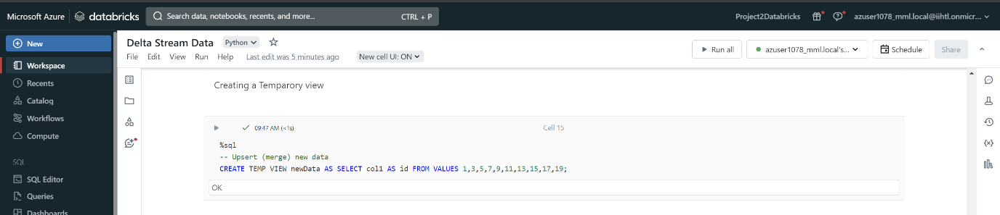 Microsoft Azure databricks Search data, notebooks, recents, and more... CTRL + P Project2Databricks azuser1078_mml.local@iihtl.onmicr...
New
Workspace
Recents
Catalog
Workflows
Compute
SQL
SQL Editor
Queries
Dashboards
Delta Stream Data Python
File Edit View Run Help Last edit was 5 minutes ago New cell UI: ON
Run all azuser1078_mml.local's... Schedule Share
Creating a Temparory view
09:47 AM (<1s) Cell 15
%sql
-- Upsert (merge) new data
CREATE TEMP VIEW newData AS SELECT col1 AS id FROM VALUES 1,3,5,7,9,11,13,15,17,19;
OK